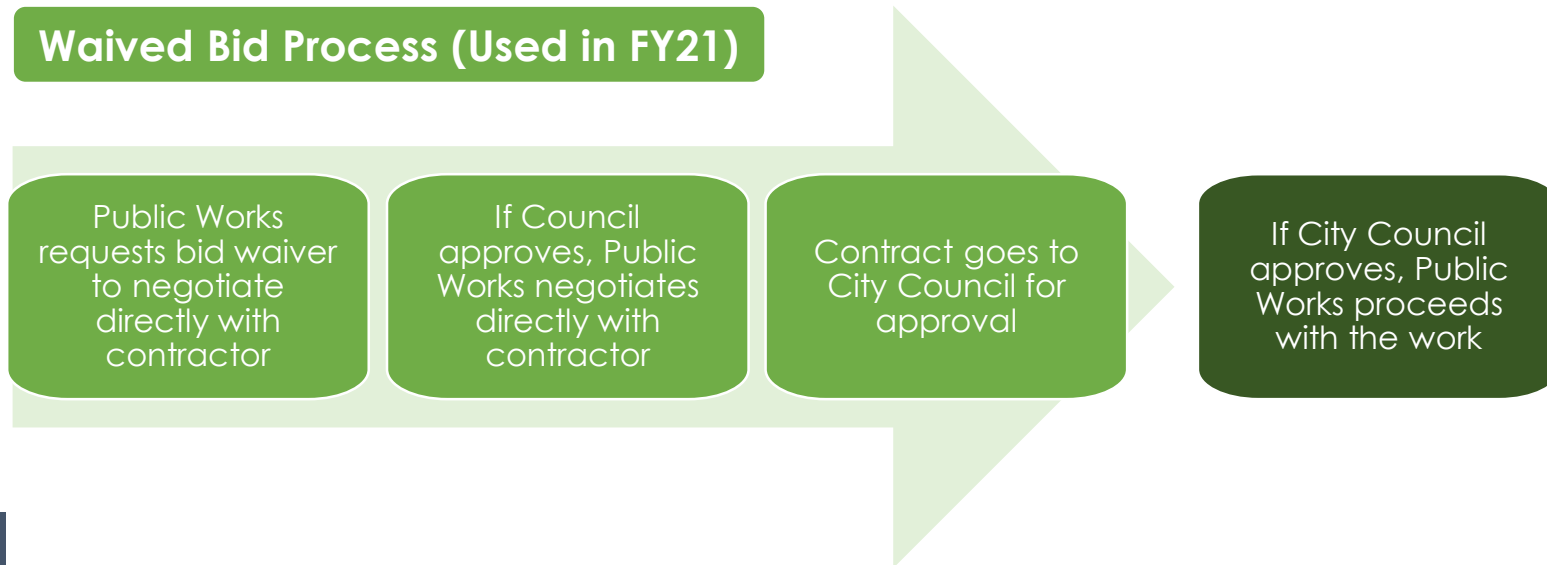 Waived Bid Process (Used in FY21)
Public Works
requests bid waiver
to negotiate
directly with
contractor
If Council
approves, Public
Works negotiates
directly with
contractor
Contract goes to
City Council for
approval
If City Council
approves, Public
Works proceeds
with the work